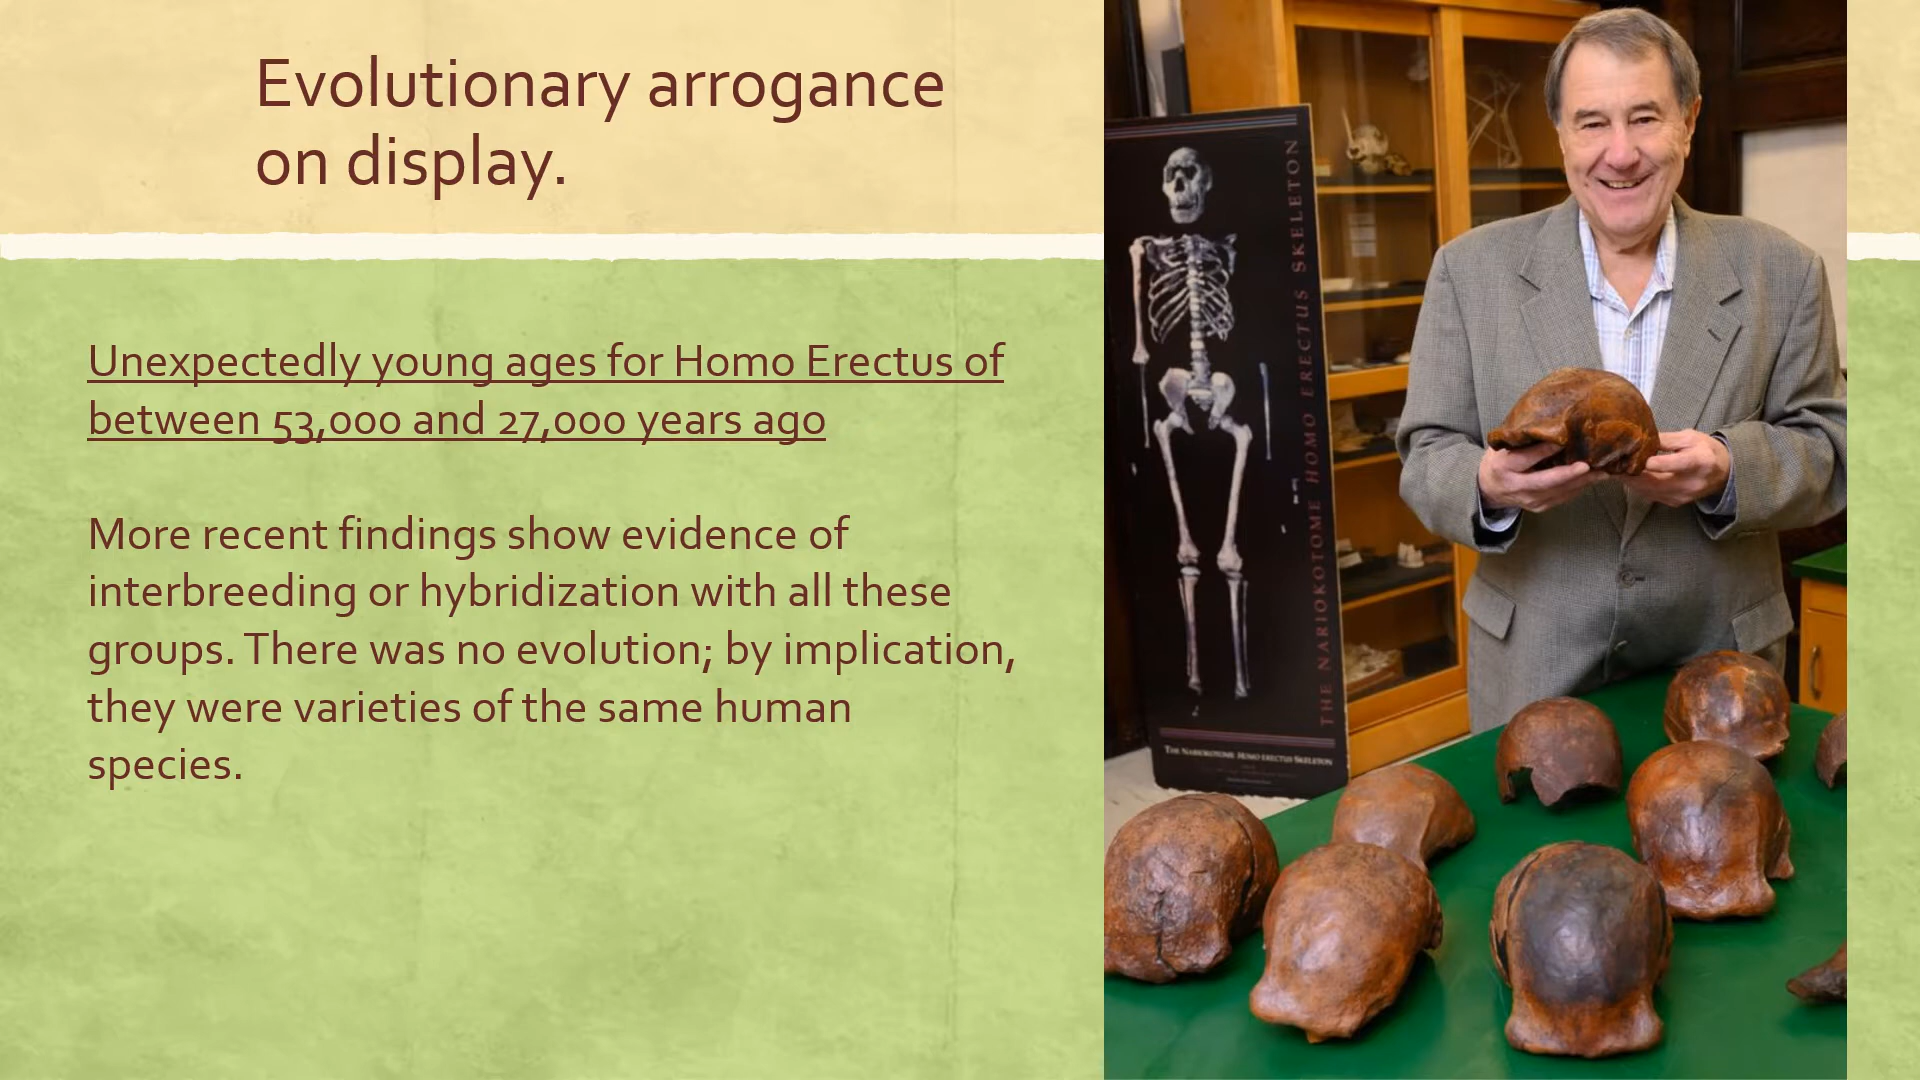 Evolutionary arrogance
on display.
Unexpectedly young ages for Homo Erectus of
between 53,000 and 27,000 years ago
More recent findings show evidence of
interbreeding or hybridization with all these
groups. There was no evolution; by implication,
they were varieties of the same human
species.
THE NARIOKOTOME HOMO ERECTUS SKELETON
THE NARIOKOTOME HOMO ERECTUS SKELETON